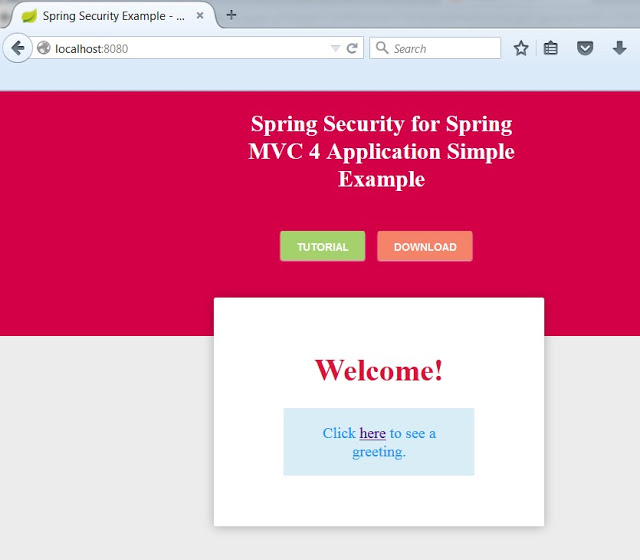 Spring Security Example - ...
localhost:8080
Search
Spring Security for Spring
MVC 4 Application Simple
Example
TUTORIAL
DOWNLOAD
Welcome!
Click here to see a
greeting.